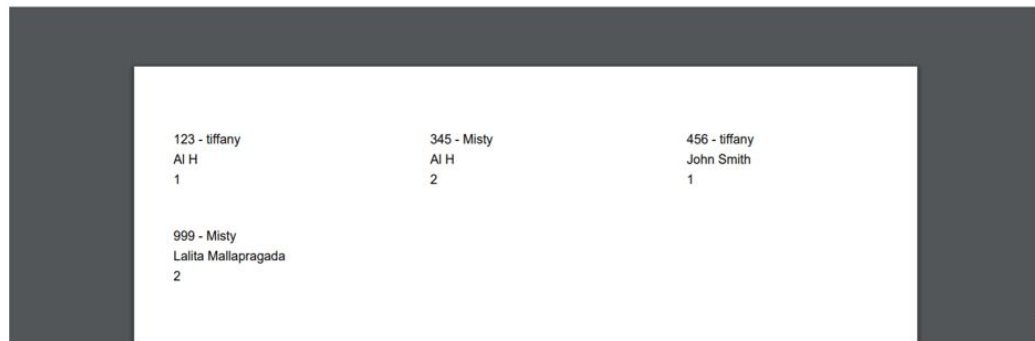 123 - tiffany
Al H
1
345 - Misty
Al H
2
456 - tiffany
John Smith
1
999 - Misty
Lalita Mallapragada
2